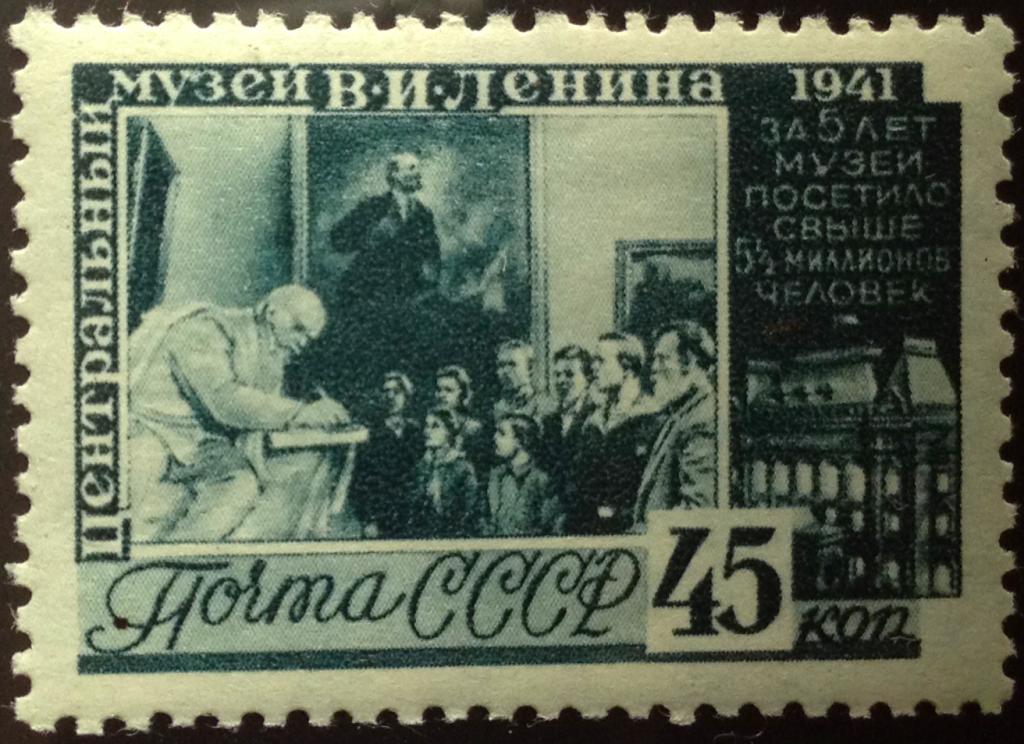 Центральный
музей В·И·Ленина
1941
ЗА 5 ЛЕТ
МУЗЕЙ
ПОСЕТИЛО
СВЫШЕ
5½ МИЛЛИОНОВ
ЧЕЛОВЕК
Почта СССР
45
коп